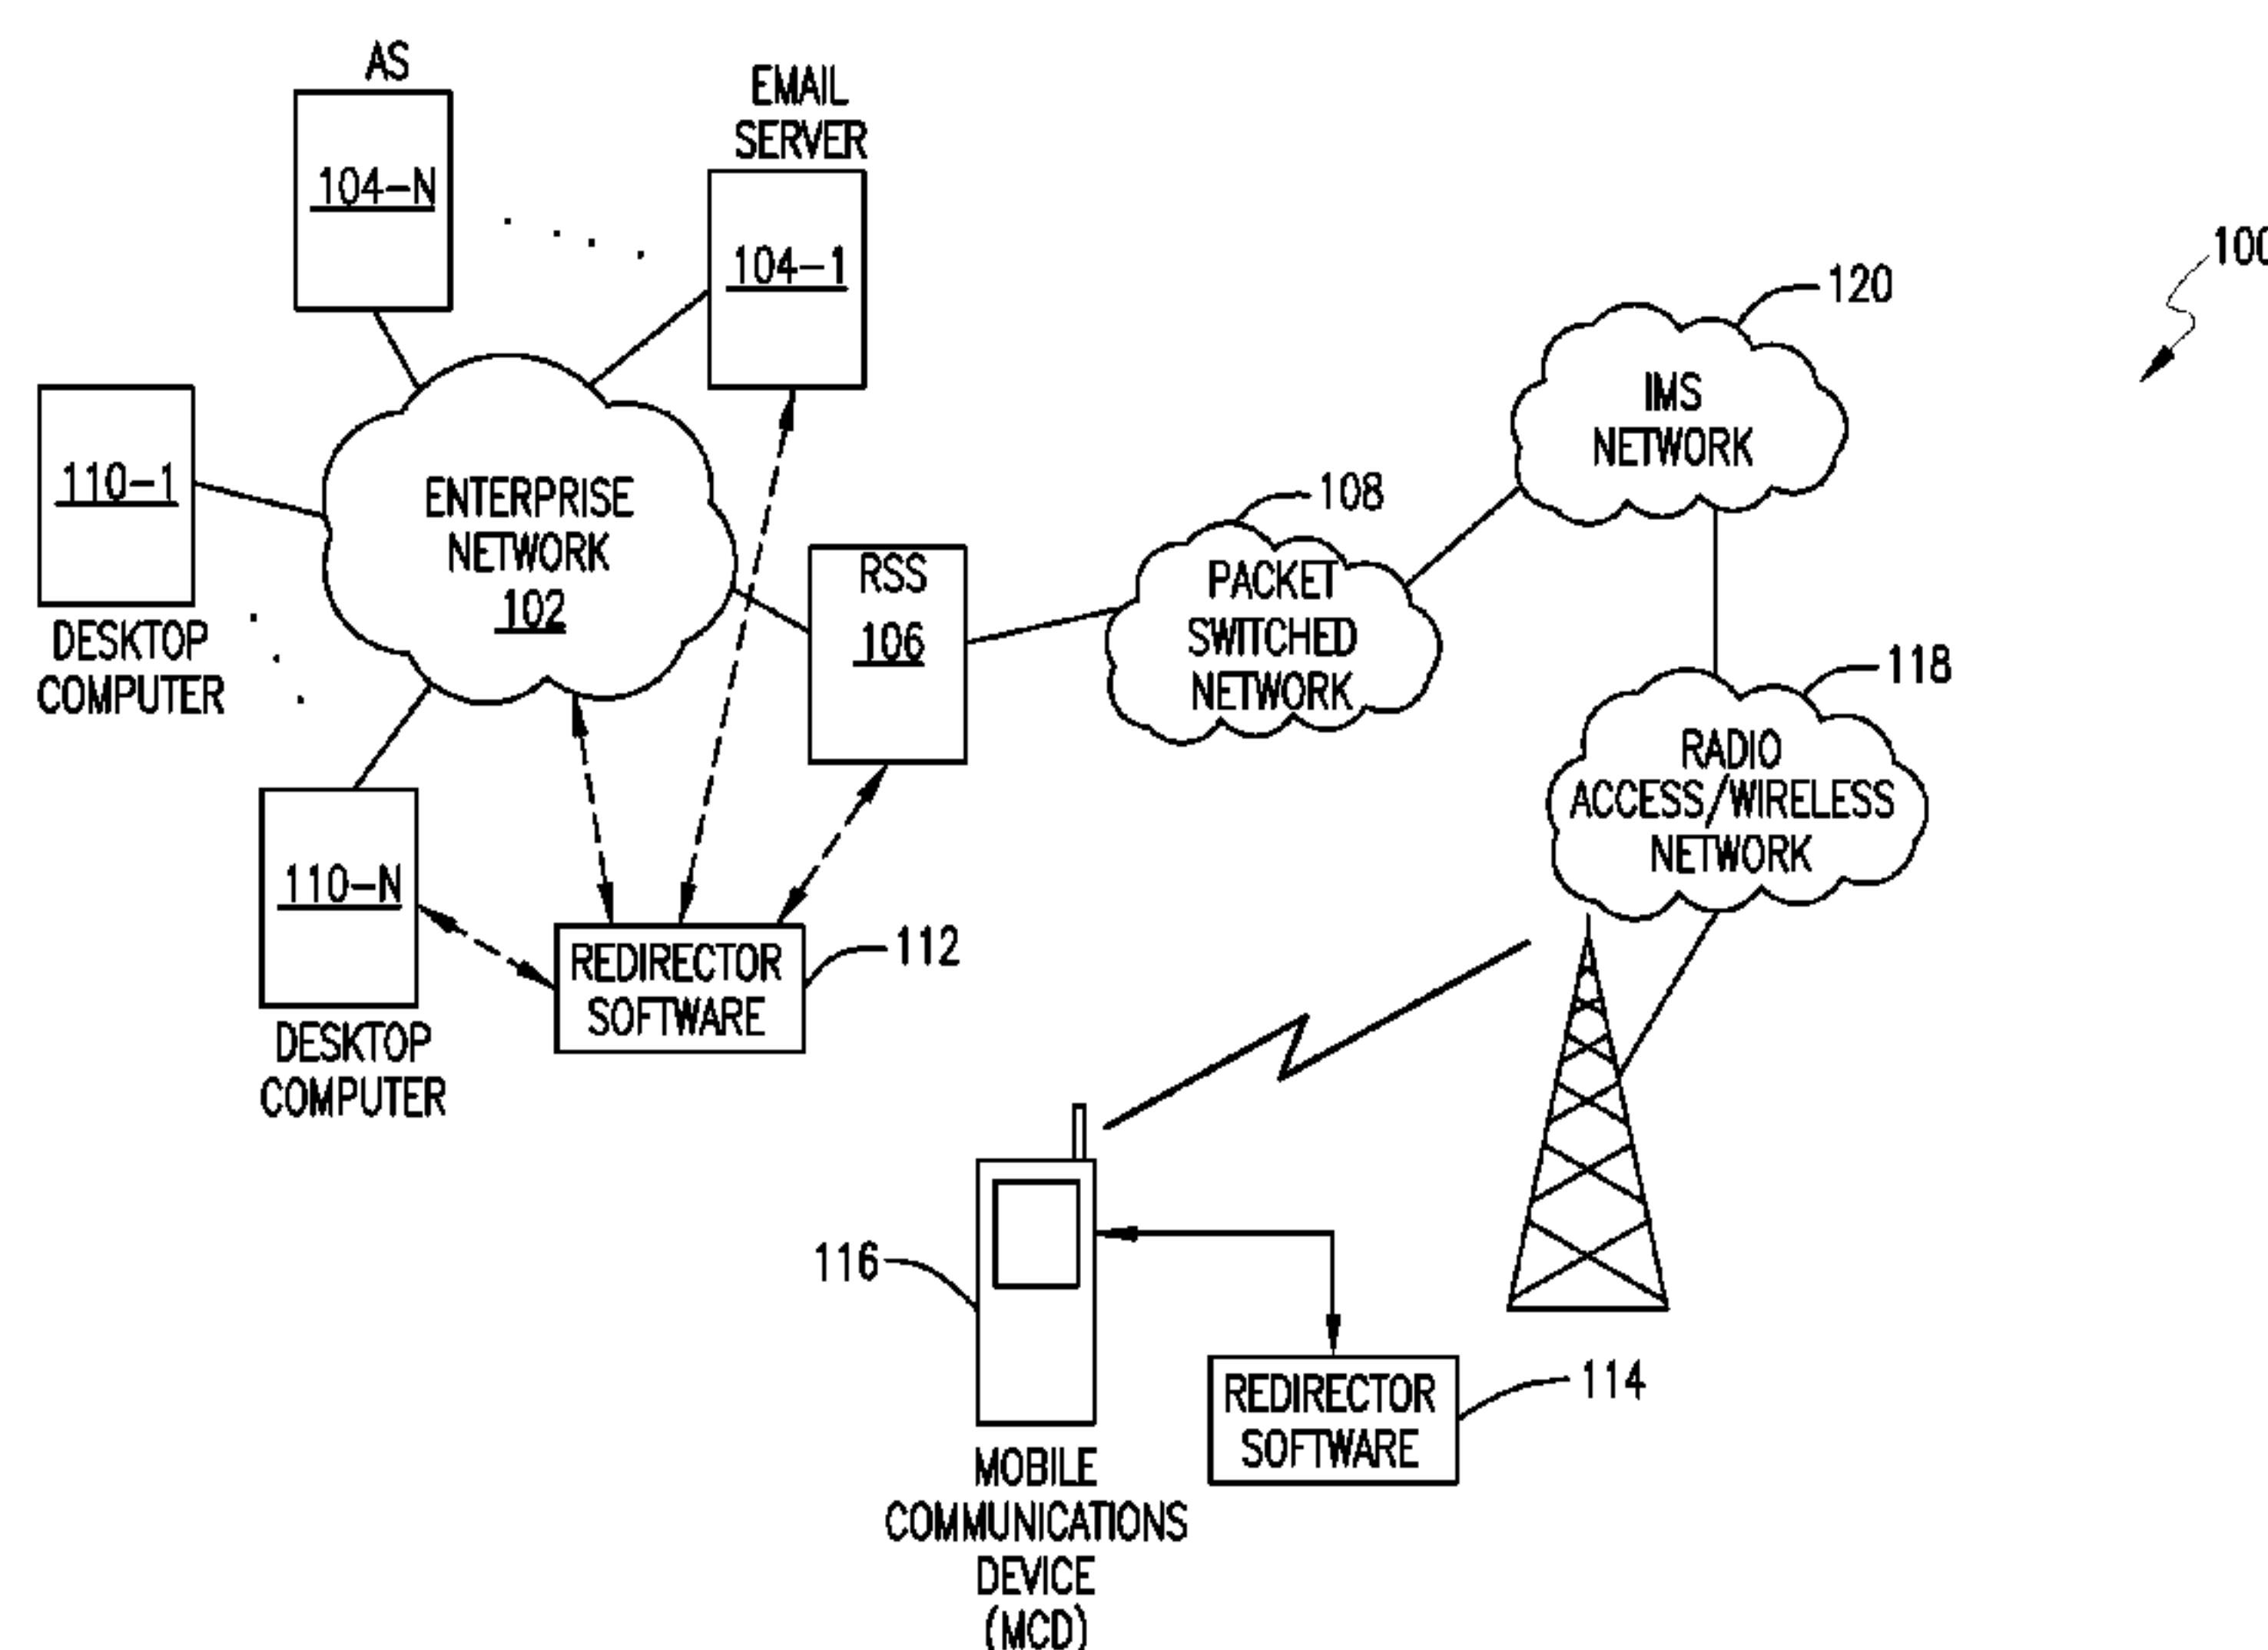 AS
104-N
EMAIL
SERVER
104-1
100
120
IMS
NETWORK
110-1
DESKTOP
COMPUTER
ENTERPRISE
NETWORK
102
RSS
106
108
PACKET
SWITCHED
NETWORK
118
RADIO
ACCESS/WIRELESS
NETWORK
110-N
DESKTOP
COMPUTER
REDIRECTOR
SOFTWARE
112
116
MOBILE
COMMUNICATIONS
DEVICE
(MCD)
REDIRECTOR
SOFTWARE
114